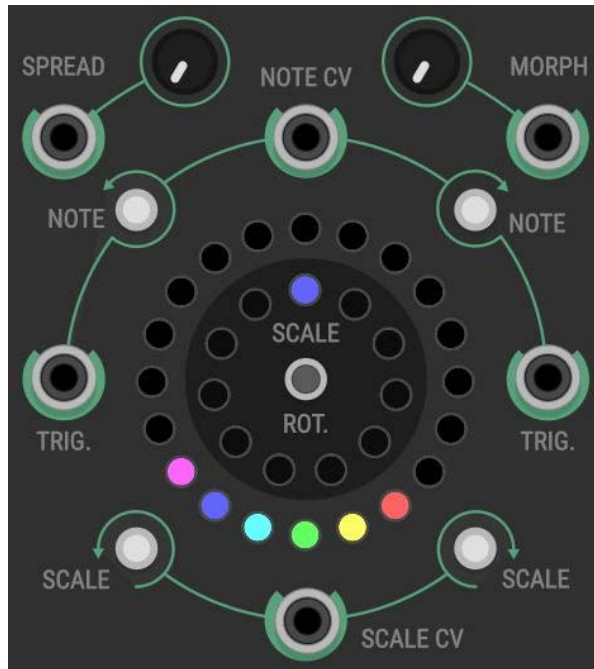 SPREAD
NOTE CV
MORPH
NOTE
NOTE
SCALE
ROT.
TRIG.
TRIG.
SCALE
SCALE
SCALE CV